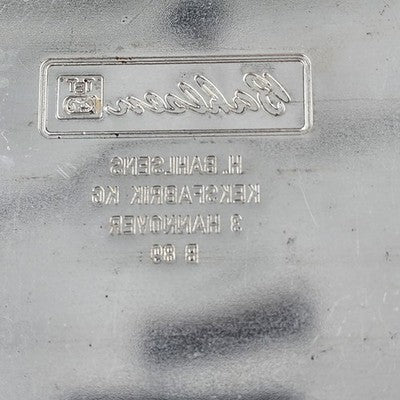 Bahlsen TET
H. BAHLSENS
KEKSFABRIK KG
3 HANNOVER